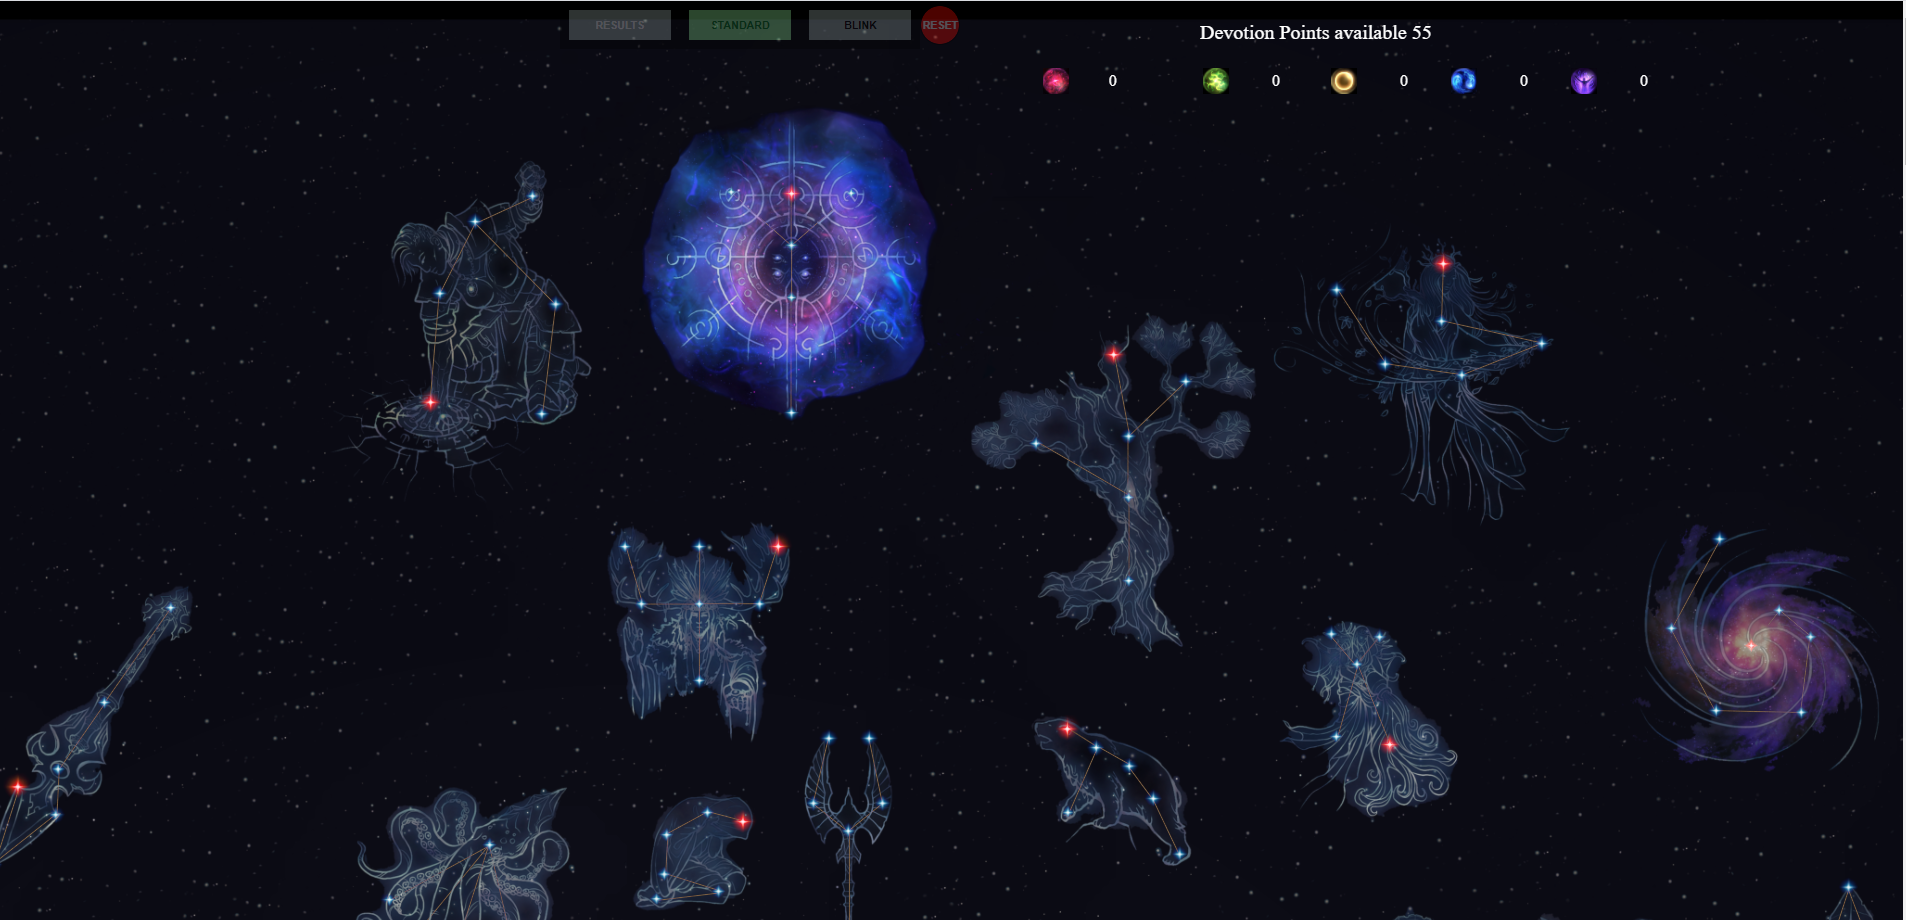 RESULTS
STANDARD
BLINK
RESET
Devotion Points available 55
0
0
0
0
0